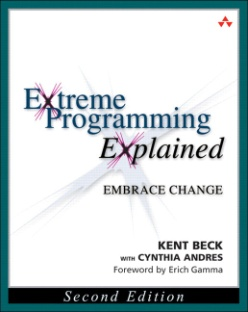 Extreme
Programming
Explained
EMBRACE CHANGE
KENT BECK
WITH CYNTHIA ANDRES
Foreword by Erich Gamma
Second Edition